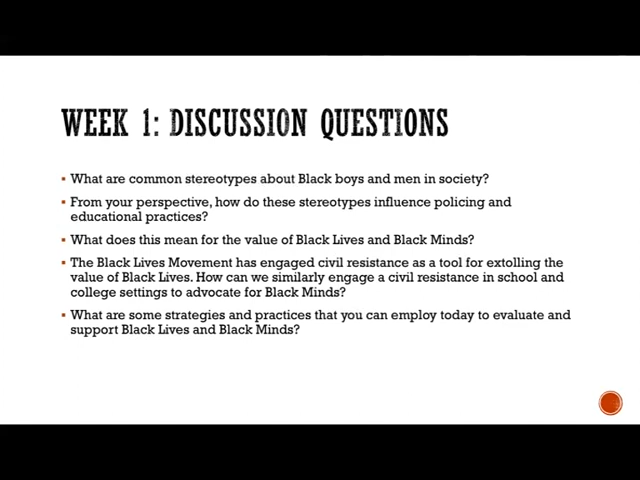 WEEK 1: DISCUSSION QUESTIONS
▪ What are common stereotypes about Black boys and men in society?
▪ From your perspective, how do these stereotypes influence policing and
educational practices?
▪ What does this mean for the value of Black Lives and Black Minds?
▪ The Black Lives Movement has engaged civil resistance as a tool for extolling the
value of Black Lives. How can we similarly engage a civil resistance in school and
college settings to advocate for Black Minds?
▪ What are some strategies and practices that you can employ today to evaluate and
support Black Lives and Black Minds?